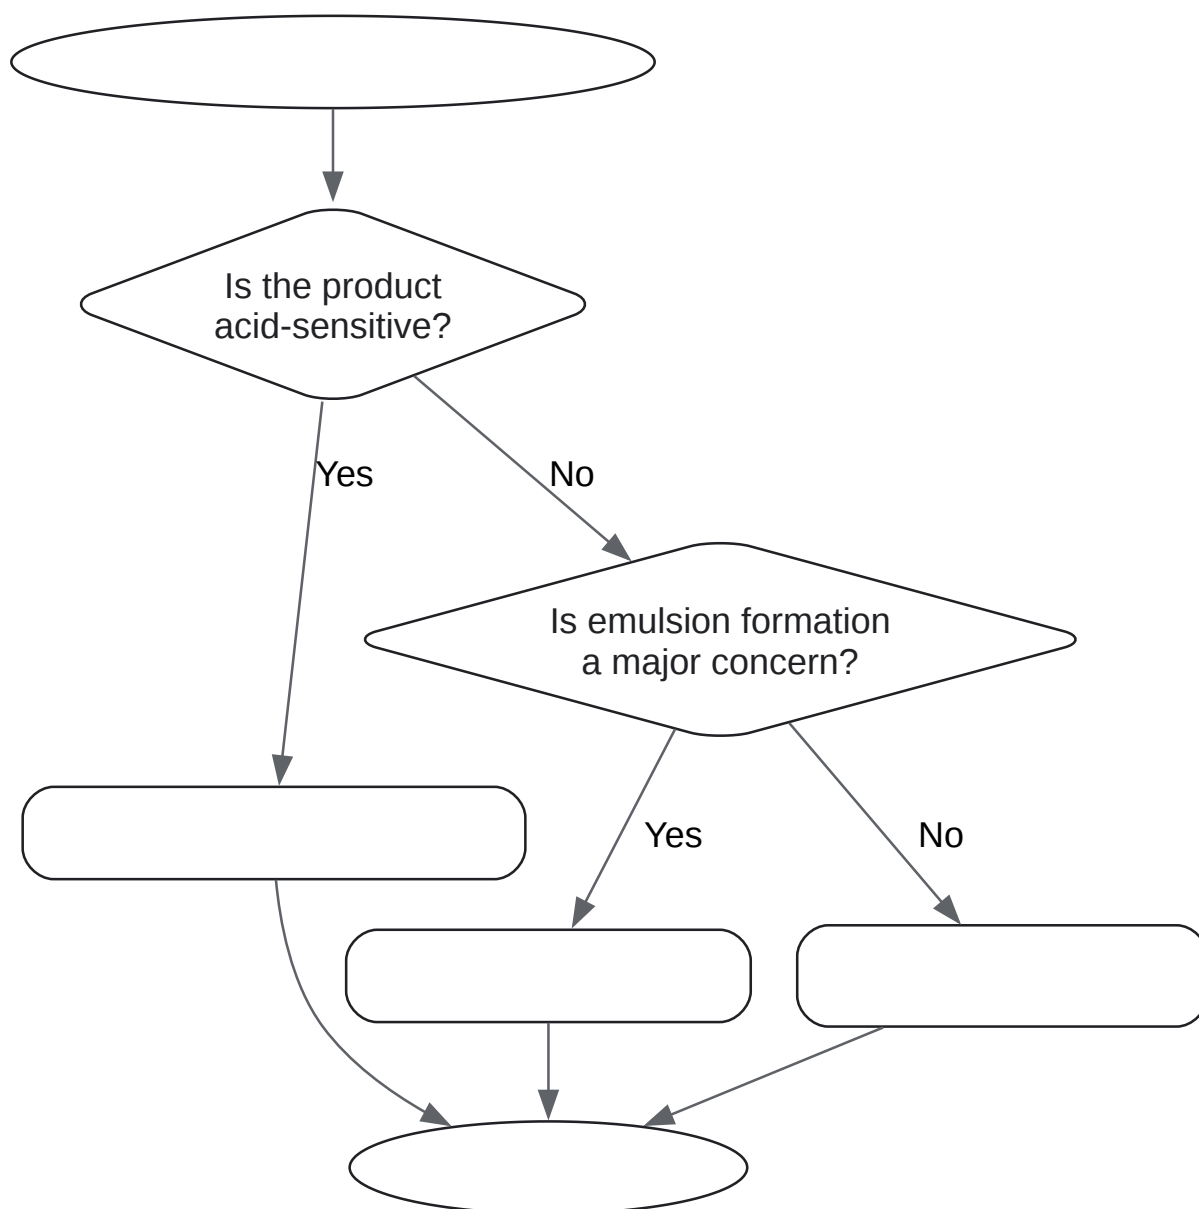 Is the product
acid-sensitive?
Yes
No
Is emulsion formation
a major concern?
Yes
No